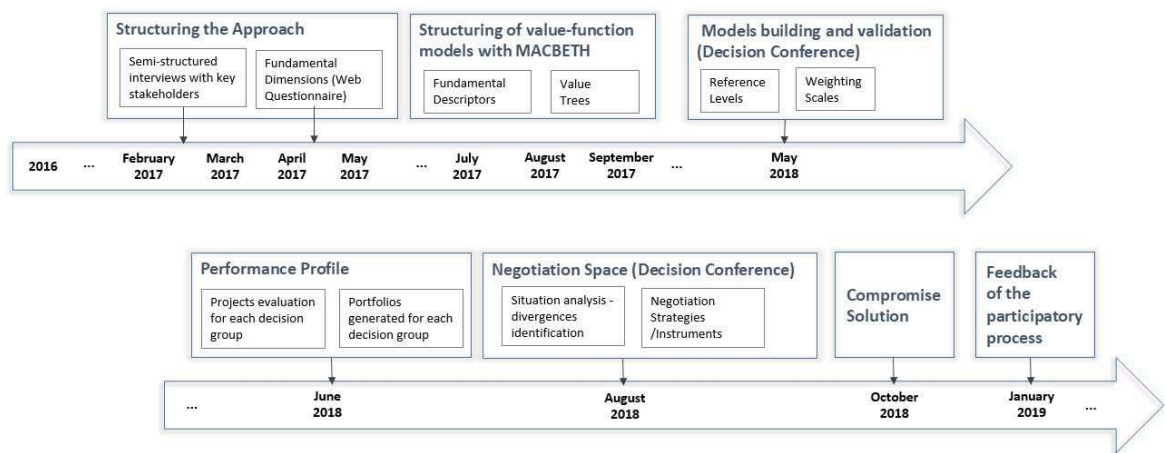 Structuring the Approach
Semi-structured
interviews with key
stakeholders
Fundamental
Dimensions (Web
Questionnaire)
Structuring of value-function
models with MACBETH
Fundamental
Descriptors
Value
Trees
Models building and validation
(Decision Conference)
Reference
Levels
Weighting
Scales
2016
...
February
2017
March
2017
April
2017
May
2017
...
July
2017
August
2017
September
2017
...
May
2018
Performance Profile
Projects evaluation
for each decision
group
Portfolios
generated for each
decision group
Negotiation Space (Decision Conference)
Situation analysis -
divergences
identification
Negotiation
Strategies
/Instruments
Compromise
Solution
Feedback
of the
participatory
process
...
June
2018
August
2018
October
2018
January
2019
...